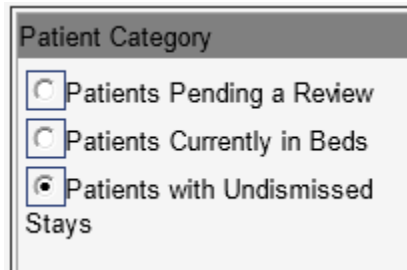 Patient Category
Patients Pending a Review
Patients Currently in Beds
Patients with Undismissed
Stays